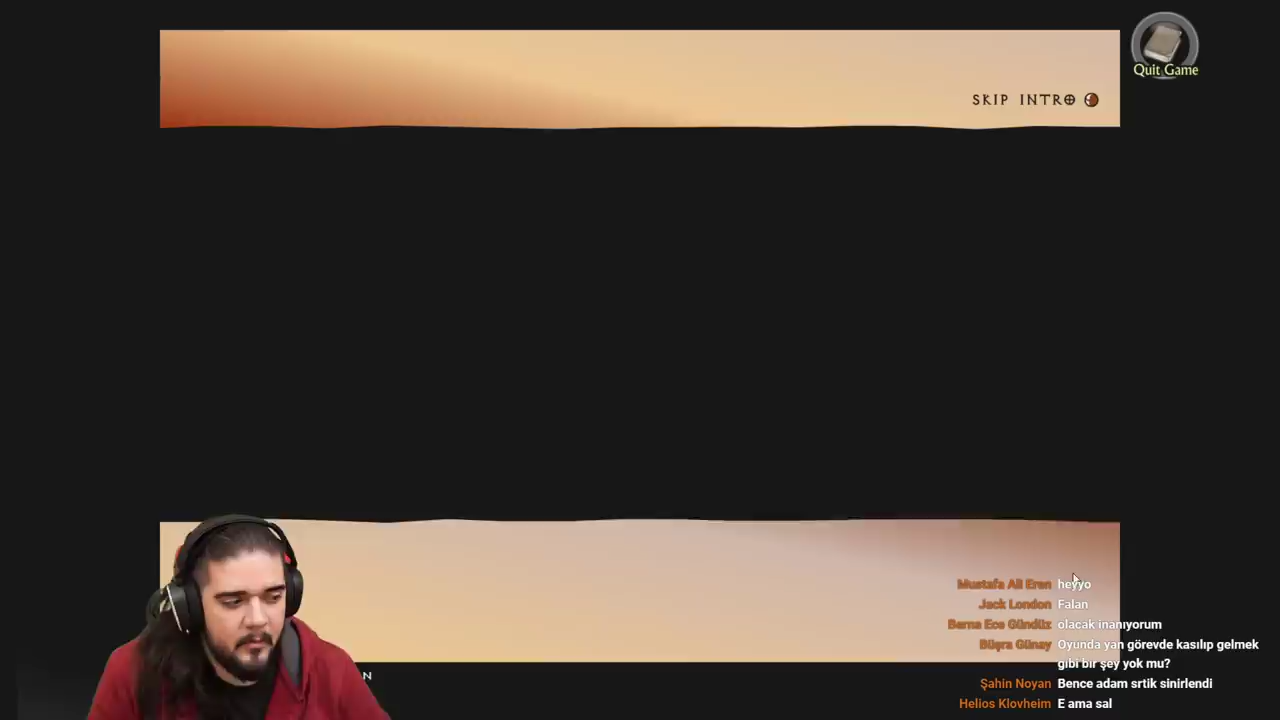 Quit Game
SKIP INTRO
Mustafa Ali Eren heyyo
Jack London Falan
Berna Ece Gündüz olacak inanıyorum
Büşra Günay Oyunda yan görevde kasılıp gelmek
gibi bir şey yok mu?
Şahin Noyan Bence adam srtik sinirlendi
Helios Klovheim E ama sal
N